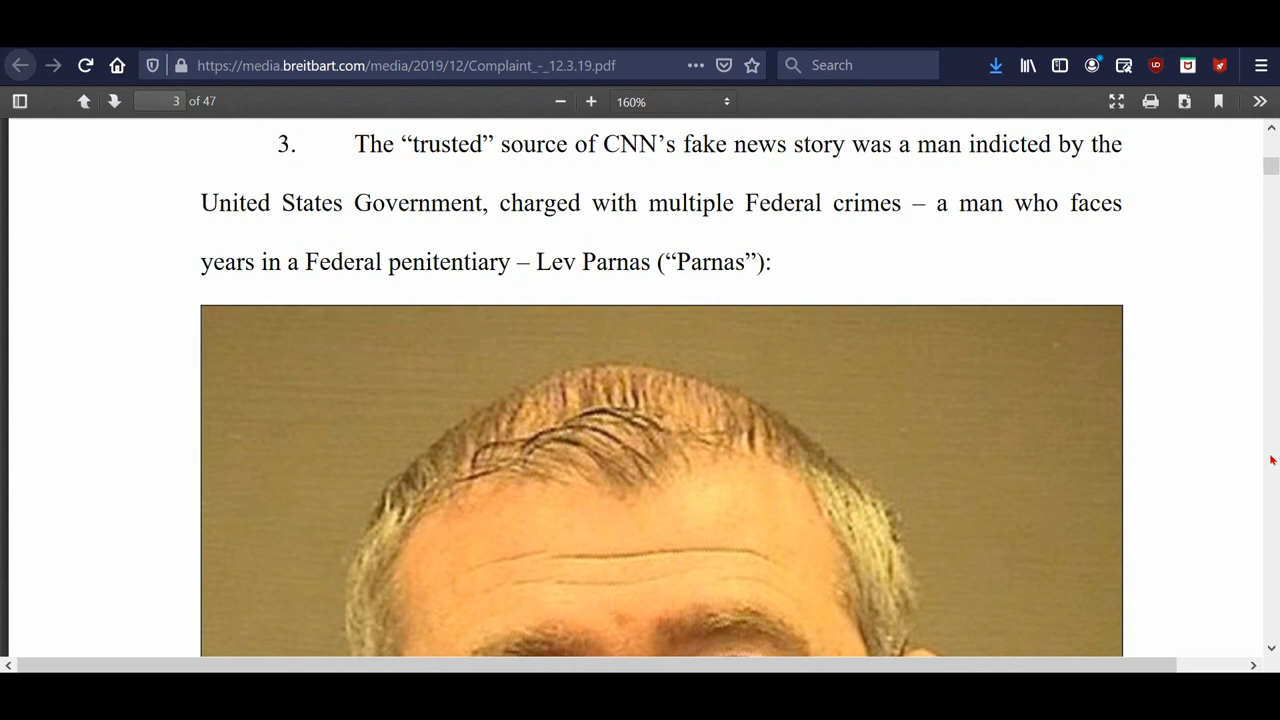 https://media.breitbart.com/media/2019/12/Complaint_-_12.3.19.pdf
Search
3 of 47
160%
3. The “trusted” source of CNN’s fake news story was a man indicted by the
United States Government, charged with multiple Federal crimes – a man who faces
years in a Federal penitentiary – Lev Parnas (“Parnas”):